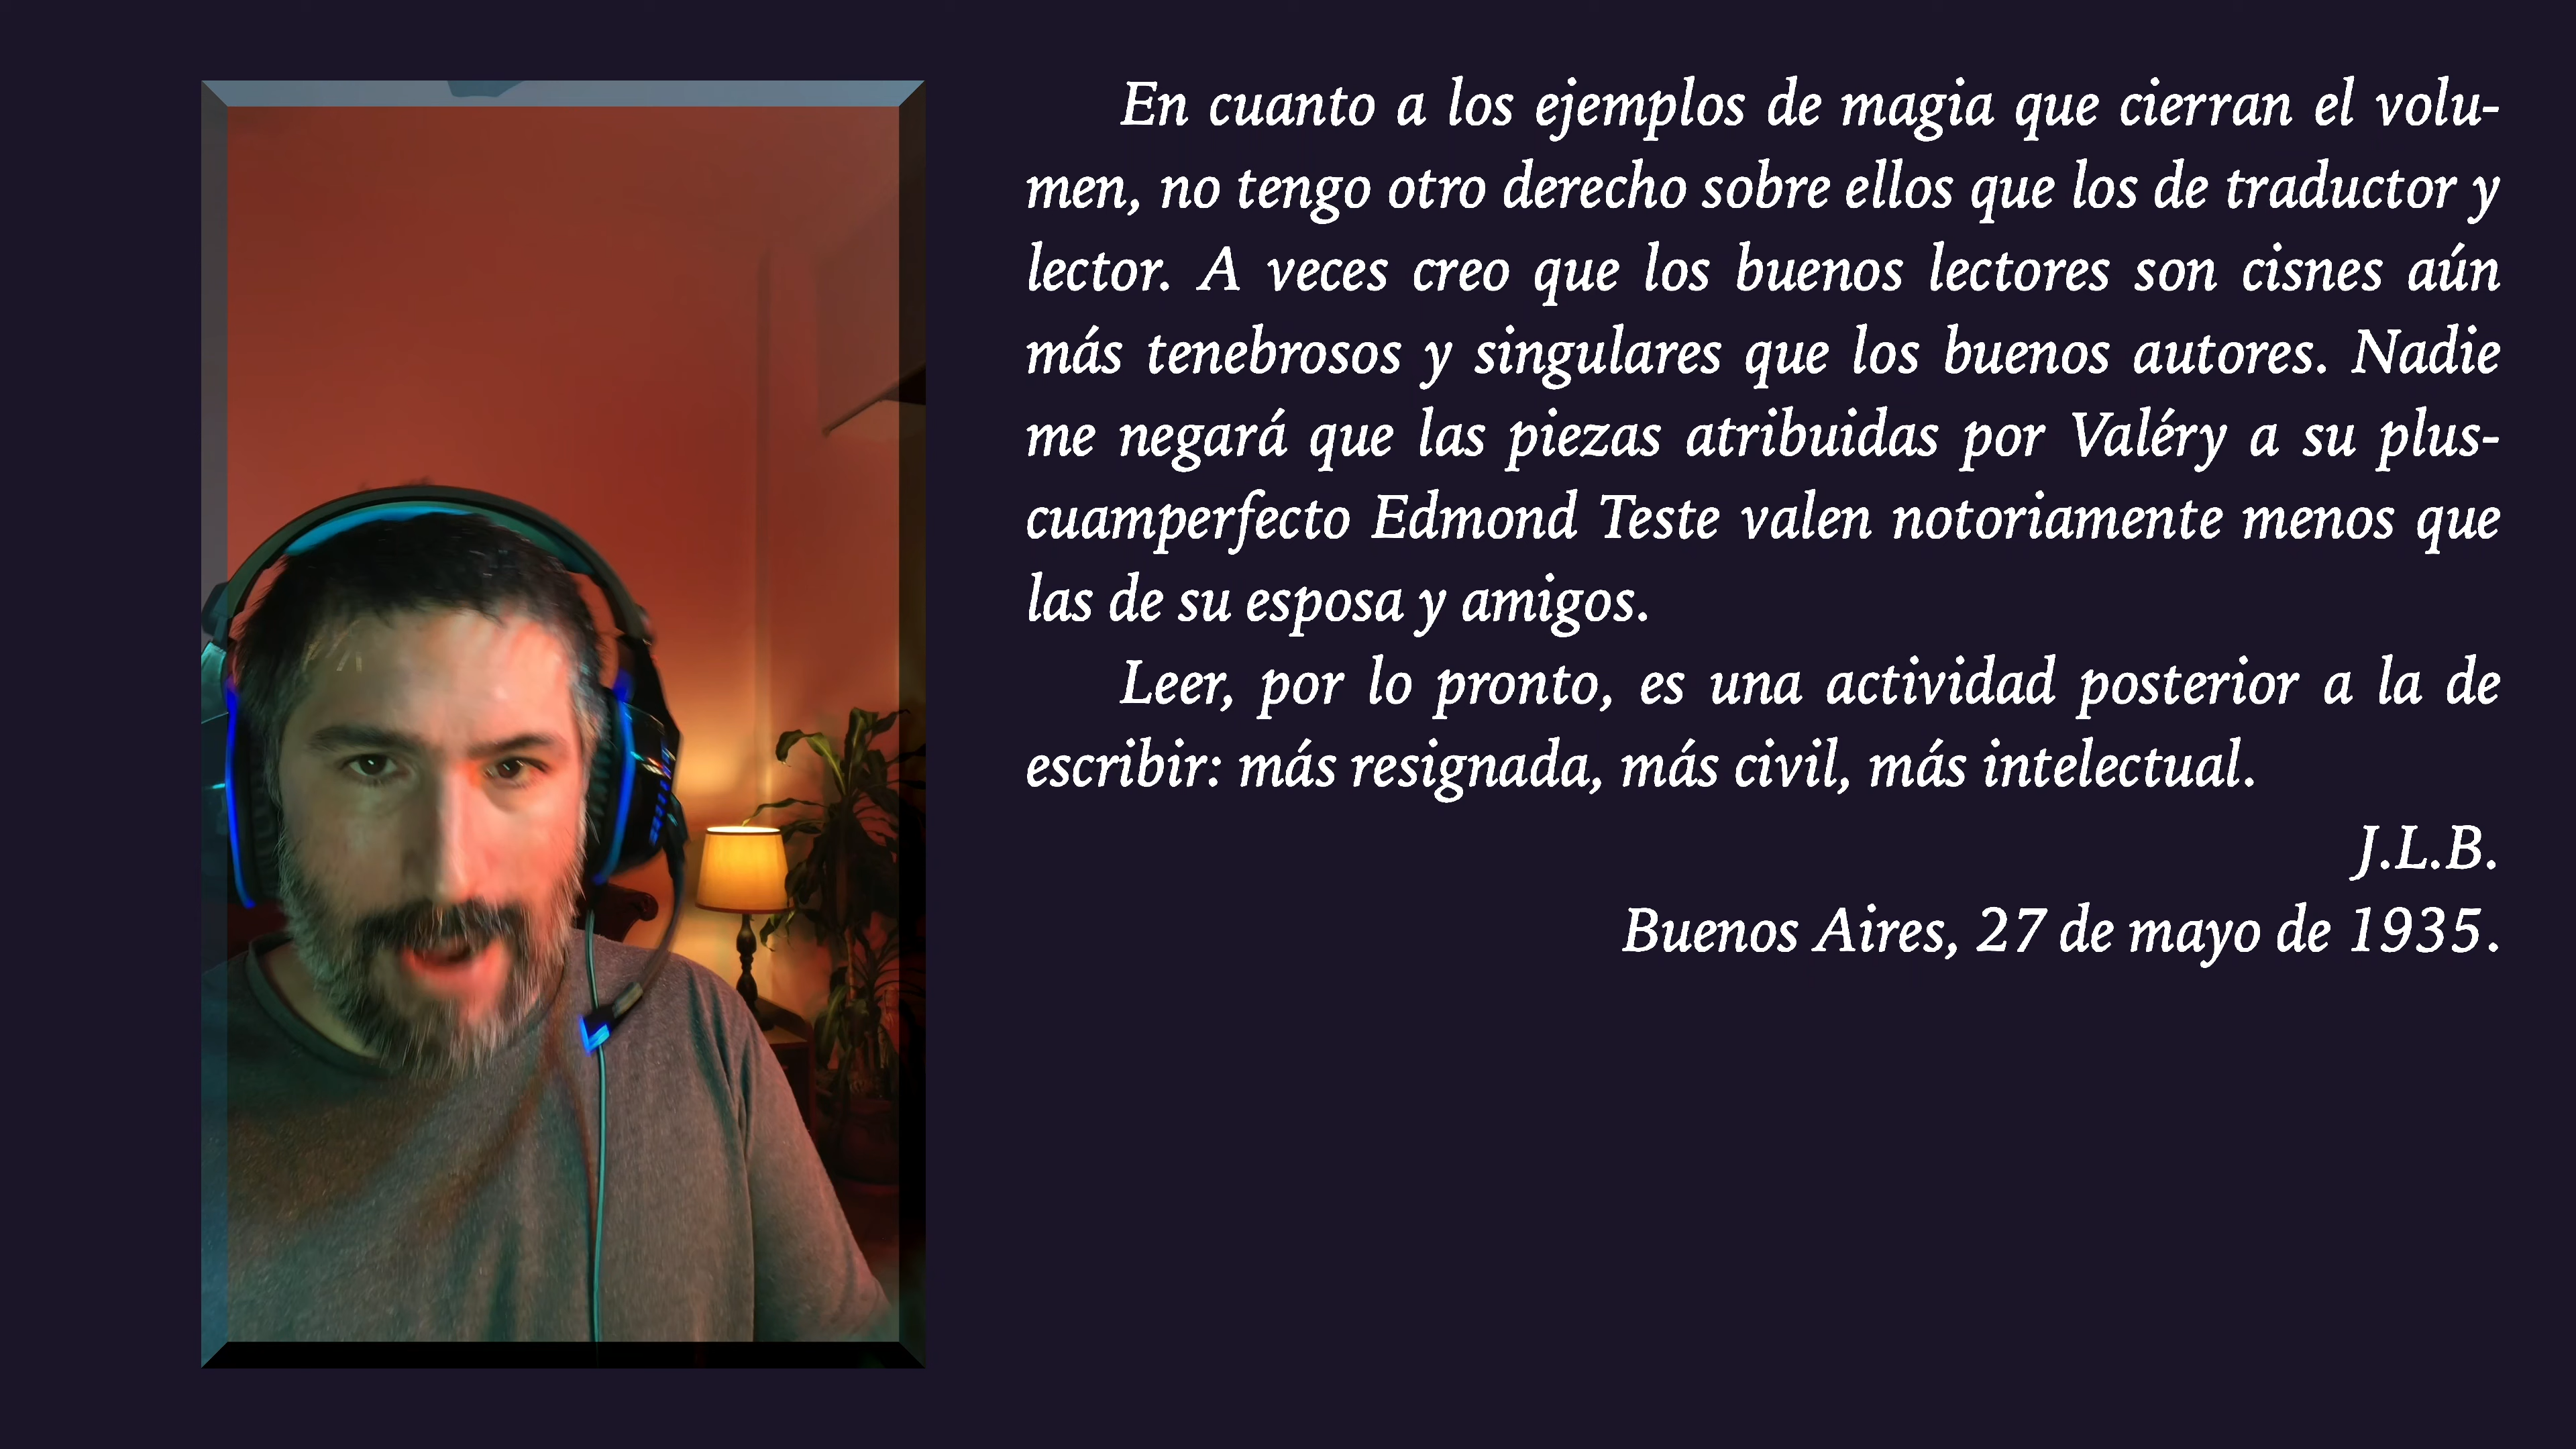 En cuanto a los ejemplos de magia que cierran el volu-
men, no tengo otro derecho sobre ellos que los de traductor y
lector. A veces creo que los buenos lectores son cisnes aún
más tenebrosos y singulares que los buenos autores. Nadie
me negará que las piezas atribuidas por Valéry a su plus-
cuamperfecto Edmond Teste valen notoriamente menos que
las de su esposa y amigos.
Leer, por lo pronto, es una actividad posterior a la de
escribir: más resignada, más civil, más intelectual.
J.L.B.
Buenos Aires, 27 de mayo de 1935.